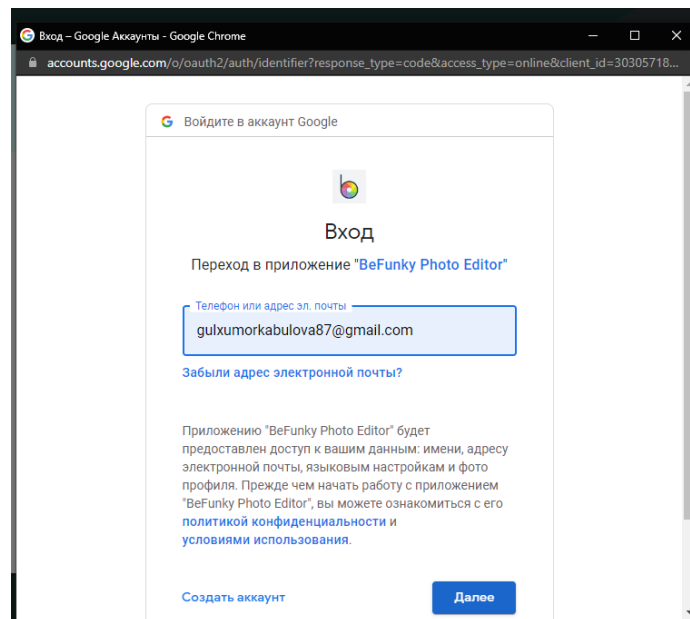 Вход – Google Аккаунты - Google Chrome
accounts.google.com/o/oauth2/auth/identifier?response_type=code&access_type=online&client_id=30305718...
Войдите в аккаунт Google
Вход
Переход в приложение "BeFunky Photo Editor"
Телефон или адрес эл. почты
gulxumorkabulova87@gmail.com
Забыли адрес электронной почты?
Приложению "BeFunky Photo Editor" будет
предоставлен доступ к вашим данным: имени, адресу
электронной почты, языковым настройкам и фото
профиля. Прежде чем начать работу с приложением
"BeFunky Photo Editor", вы можете ознакомиться с его
политикой конфиденциальности и
условиями использования.
Создать аккаунт
Далее